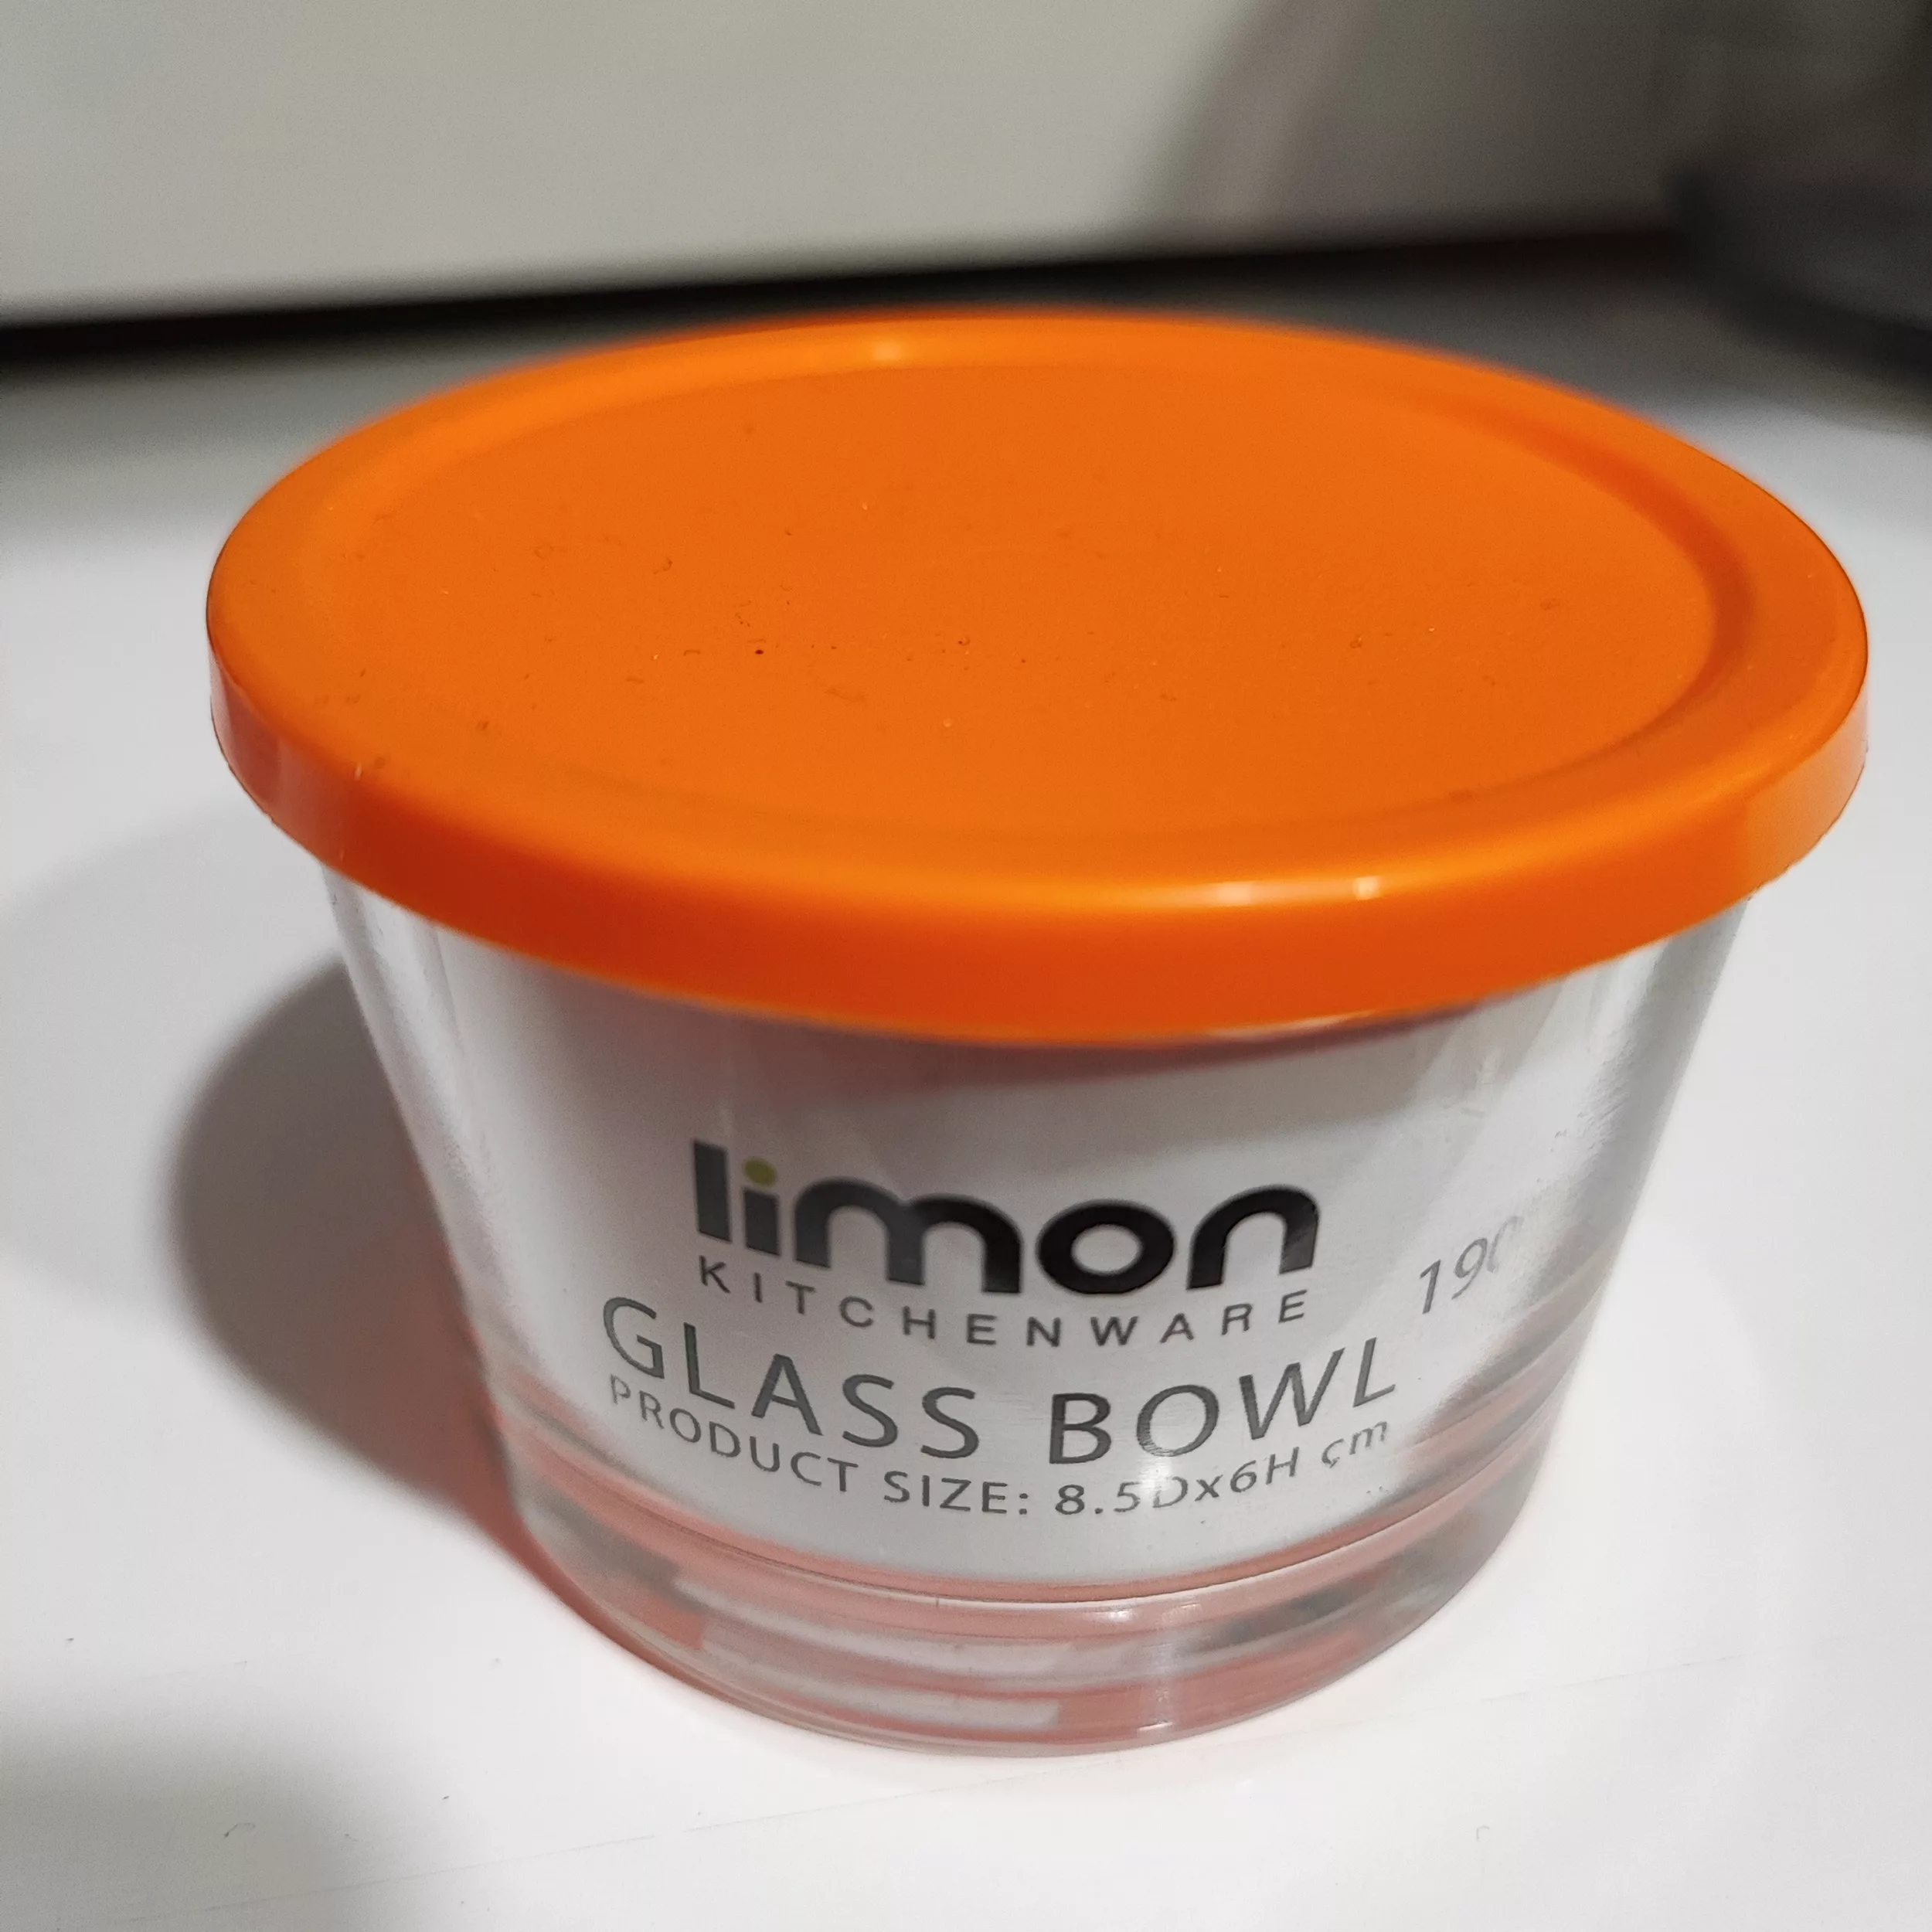 limon
KITCHENWARE
GLASS BOWL
PRODUCT SIZE: 8.5Dx6H cm